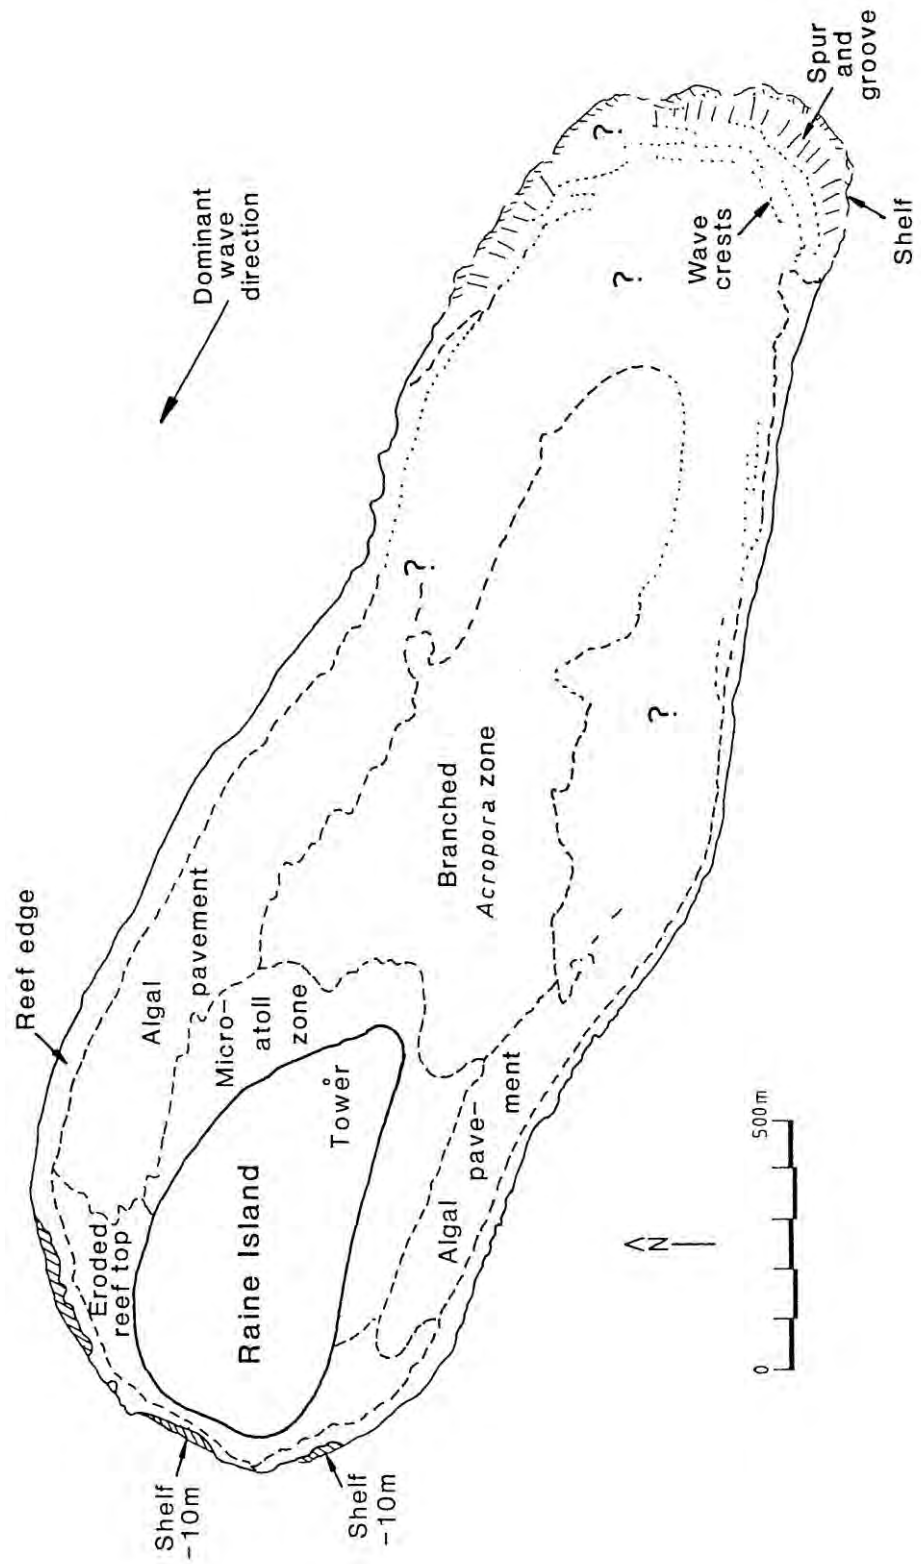 Reef edge
Dominant
wave
direction
Spur
and
groove
Shelf
Wave
crests
?
?
?
?
Algal
pavement
Eroded
reef top
Micro-
atoll
zone
Branched
Acropora zone
Tower
Raine Island
Algal
pave-
ment
Shelf
-10m
Shelf
-10m
N
0
500m